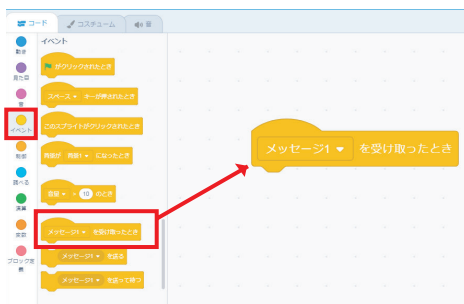 コード
コスチューム
音
イベント
動き
見た目
音
イベント
制御
調べる
演算
変数
ブロック定義
がクリックされたとき
スペース キーが押されたとき
このスプライトがクリックされたとき
背景が 背景1 になったとき
音量 > 10 のとき
メッセージ1 を受け取ったとき
メッセージ1 を送る
メッセージ1 を送って待つ
メッセージ1 を受け取ったとき